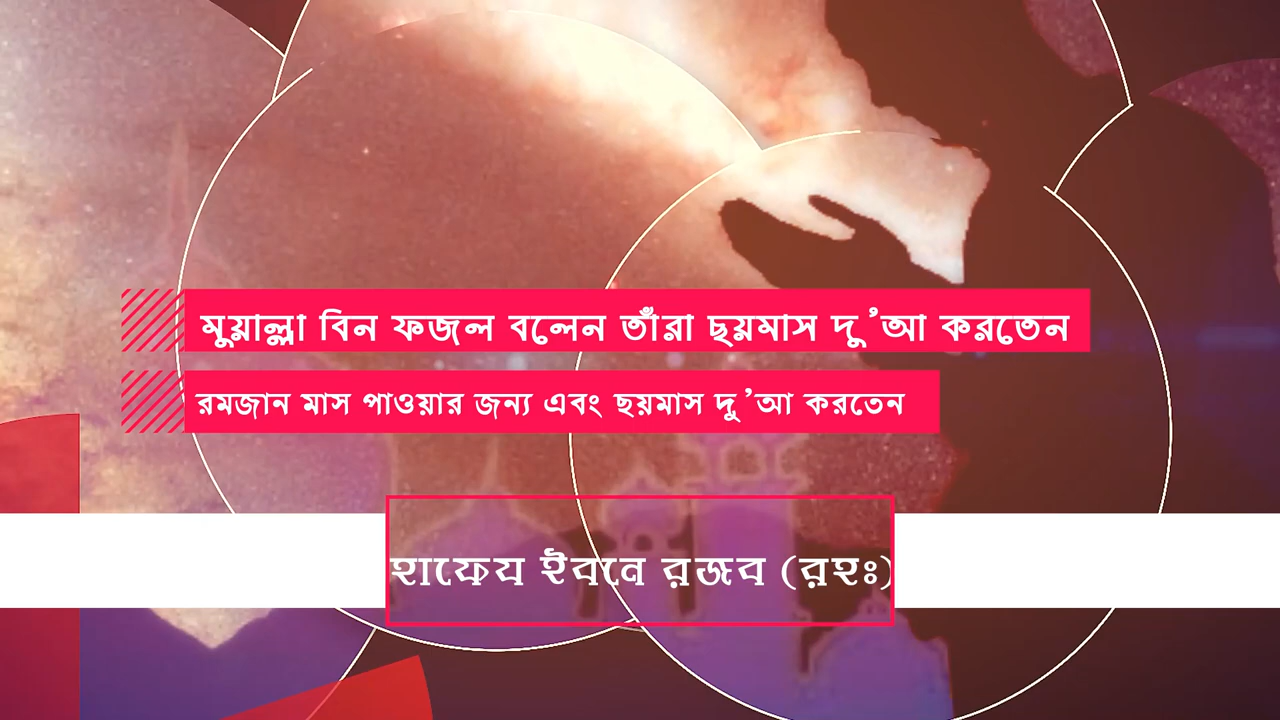 মুয়াল্লা বিন ফজল বলেন তাঁরা ছয়মাস দু’আ করতেন
রমজান মাস পাওয়ার জন্য এবং ছয়মাস দু’আ করতেন
হাফেয ইবনে রজব (রহঃ)